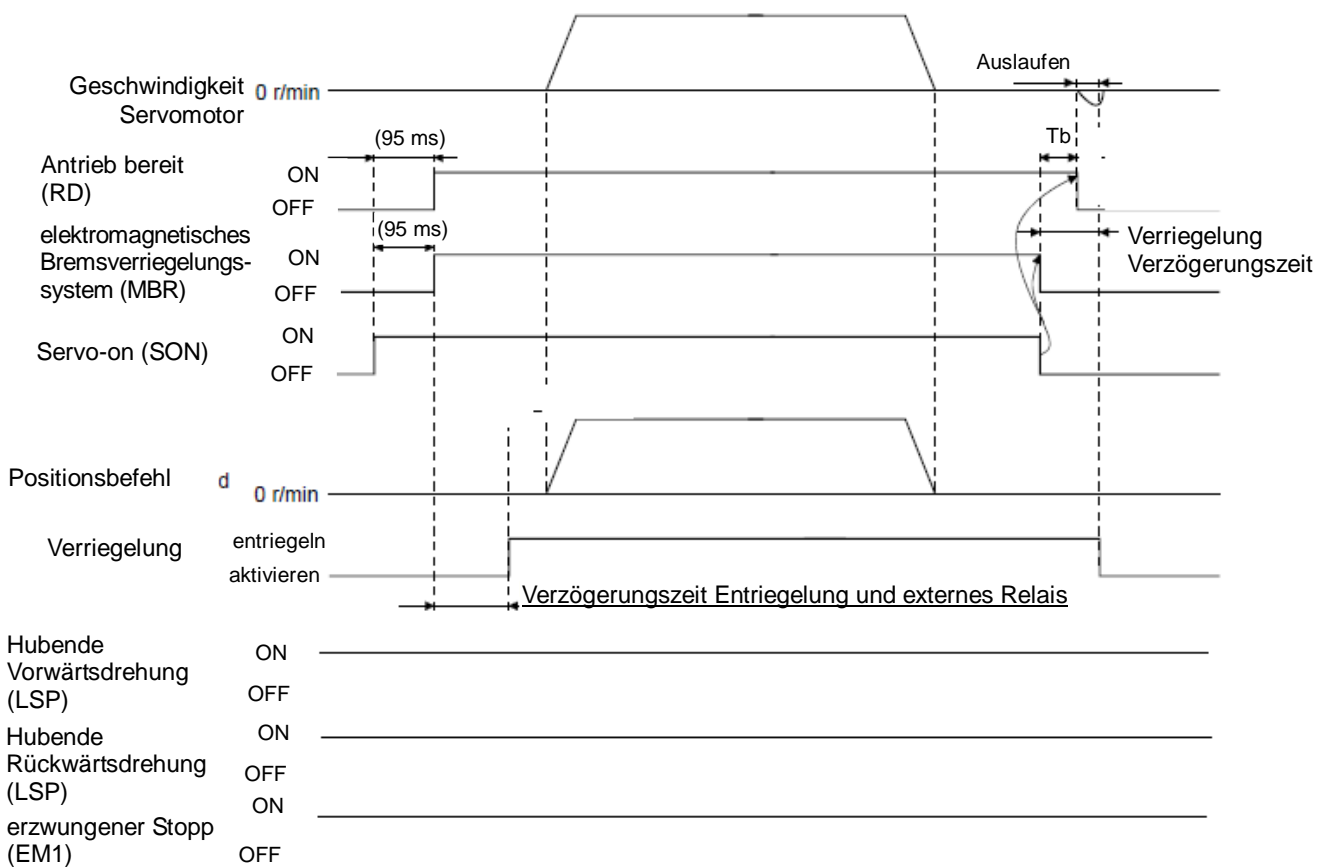 Auslaufen
Geschwindigkeit
Servomotor
0 r/min
(95 ms)
Tb
Antrieb bereit
(RD)
ON
OFF
elektromagnetisches
Bremsverriegelungs-
system (MBR)
(95 ms)
ON
OFF
Verriegelung
Verzögerungszeit
Servo-on (SON)
ON
OFF
Positionsbefehl
d
0 r/min
Verriegelung
entriegeln
aktivieren
Verzögerungszeit Entriegelung und externes Relais
Hubende
Vorwärtsdrehung
(LSP)
ON
OFF
Hubende
Rückwärtsdrehung
(LSP)
ON
OFF
erzwungener Stopp
(EM1)
ON
OFF